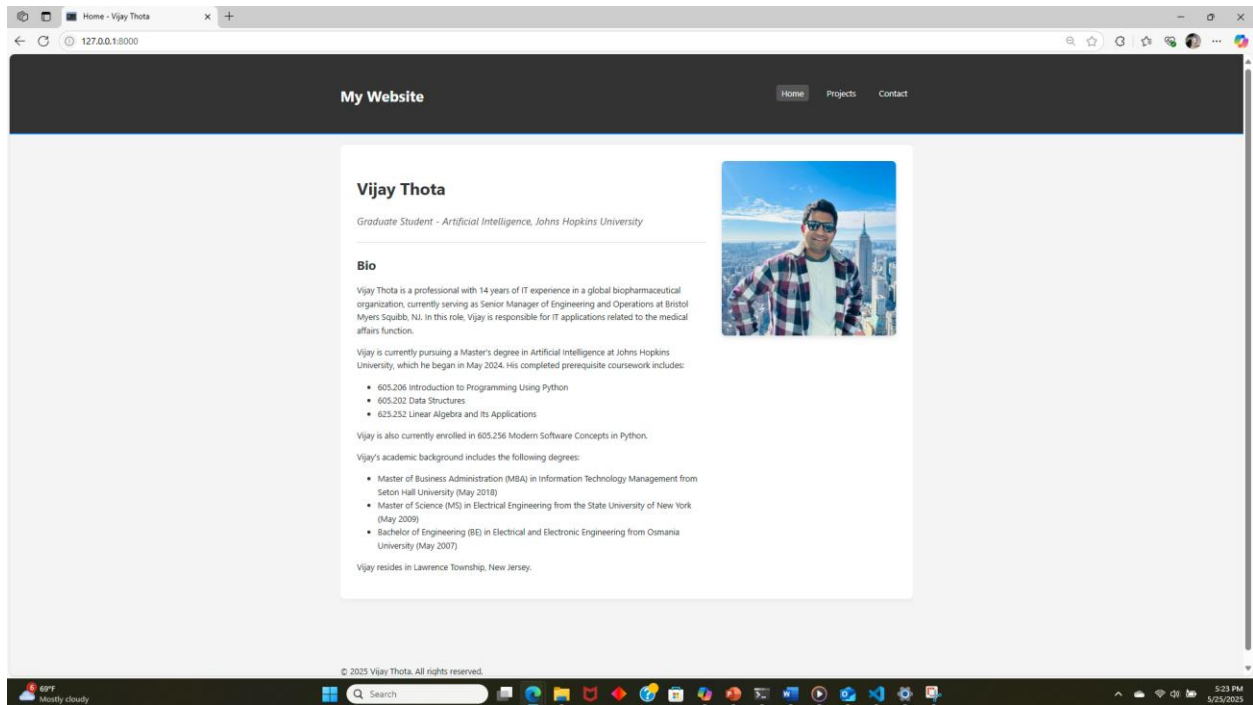 Home - Vijay Thota
127.0.0.1:8000
My Website
Home Projects Contact
Vijay Thota
Graduate Student - Artificial Intelligence, Johns Hopkins University
Bio
Vijay Thota is a professional with 14 years of IT experience in a global biopharmaceutical
organization, currently serving as Senior Manager of Engineering and Operations at Bristol
Myers Squibb, NJ. In this role, Vijay is responsible for IT applications related to the medical
affairs function.
Vijay is currently pursuing a Master's degree in Artificial Intelligence at Johns Hopkins
University, which he began in May 2024. His completed prerequisite coursework includes:
• 605.206 Introduction to Programming Using Python
• 605.202 Data Structures
• 625.252 Linear Algebra and Its Applications
Vijay is also currently enrolled in 605.256 Modern Software Concepts in Python.
Vijay's academic background includes the following degrees:
• Master of Business Administration (MBA) in Information Technology Management from
Seton Hall University (May 2018)
• Master of Science (MS) in Electrical Engineering from the State University of New York
(May 2009)
• Bachelor of Engineering (BE) in Electrical and Electronic Engineering from Osmania
University (May 2007)
Vijay resides in Lawrence Township, New Jersey.
© 2025 Vijay Thota. All rights reserved.
6
69°F
Mostly cloudy
Search
5:23 PM
5/25/2025